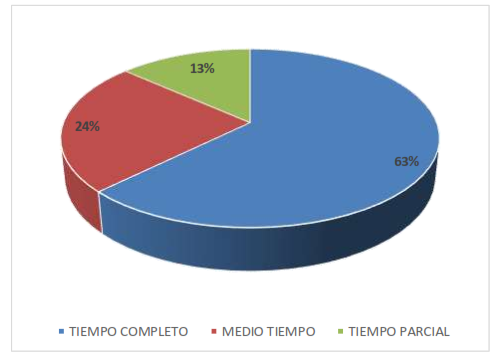 13%
24%
63%
TIEMPO COMPLETO MEDIO TIEMPO TIEMPO PARCIAL